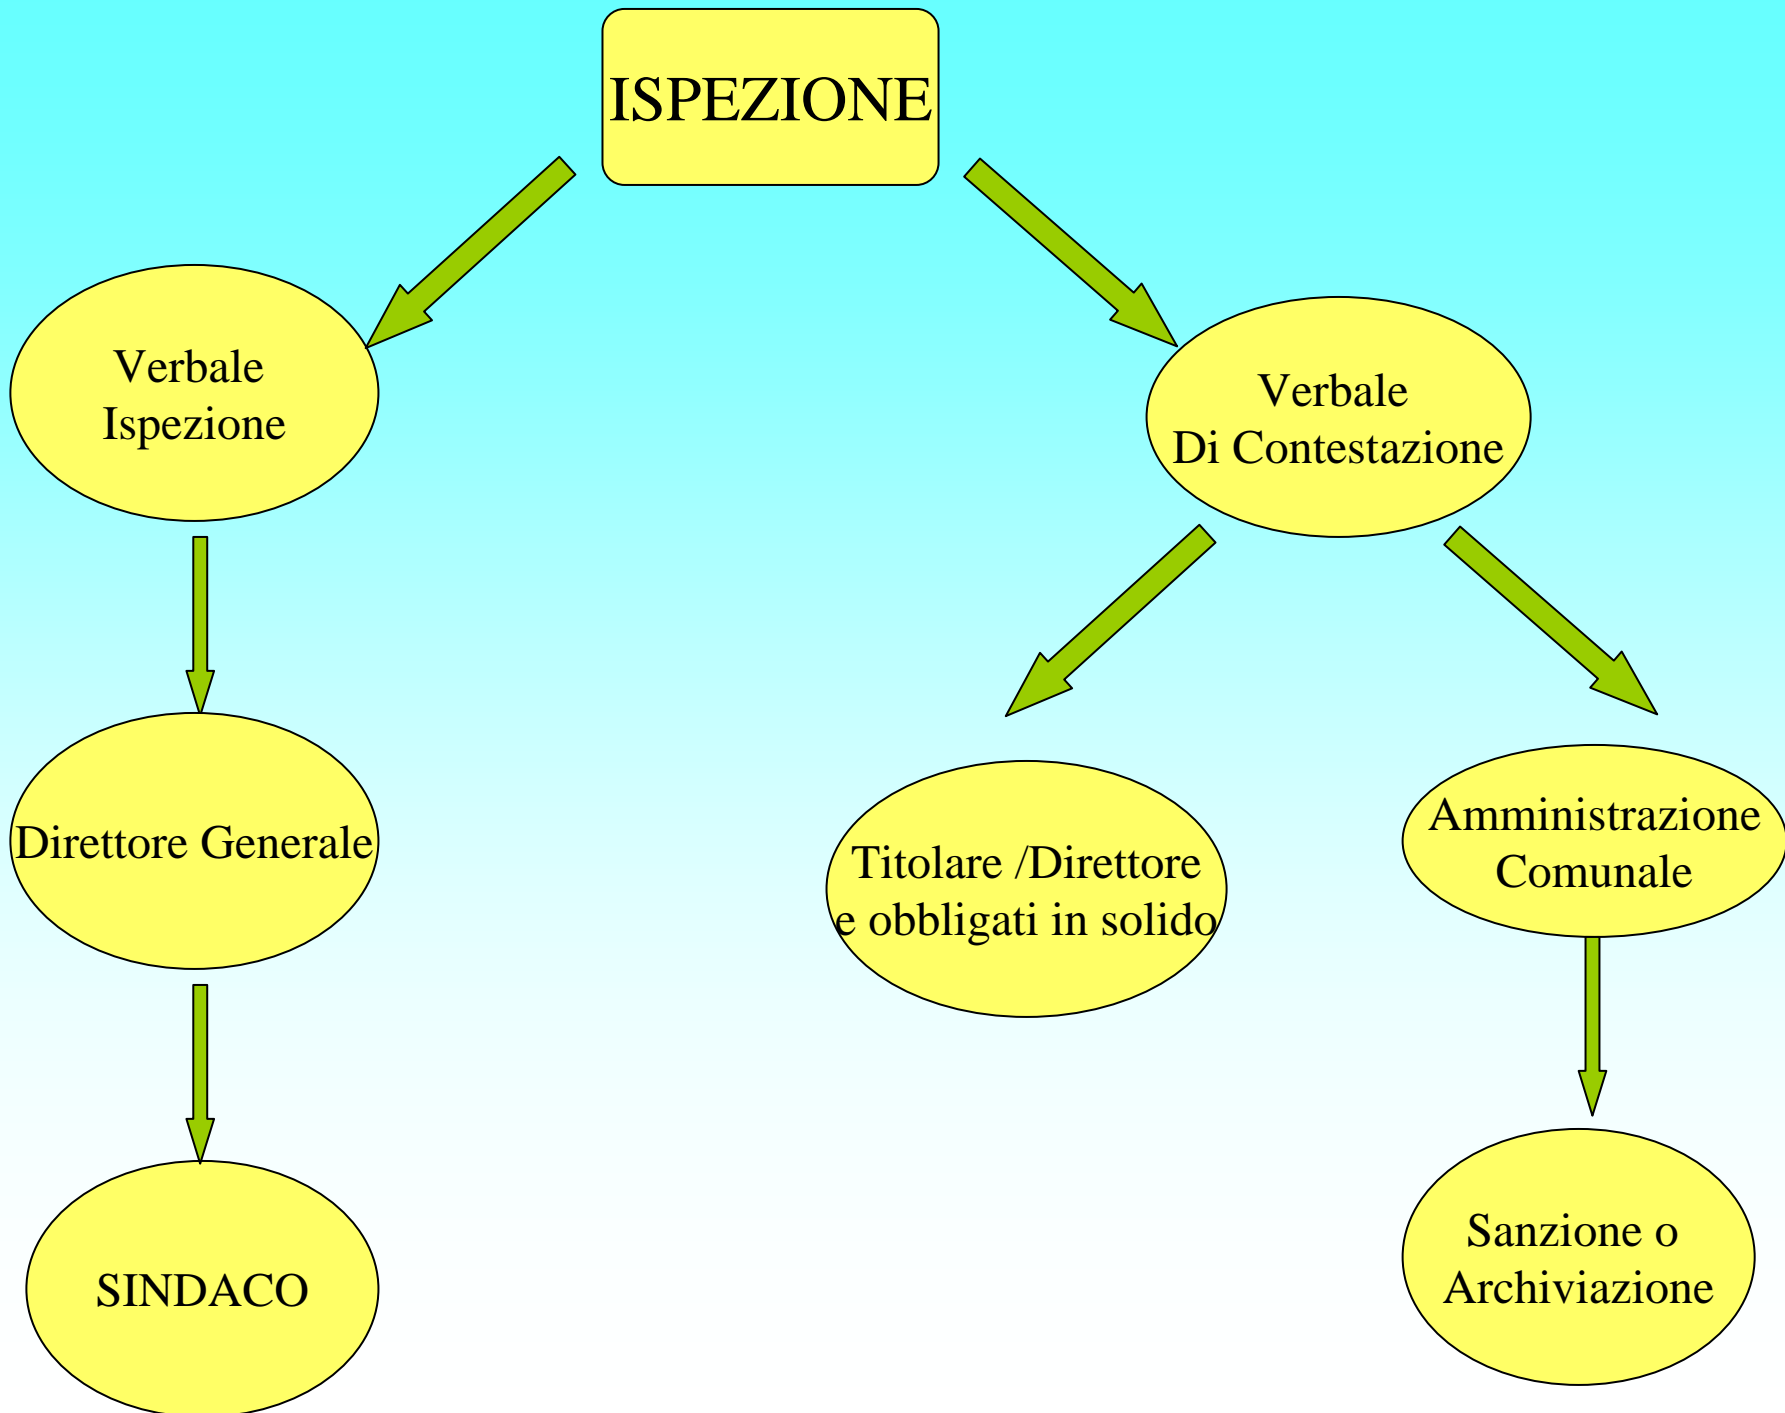 ISPEZIONE
Verbale
Ispezione
Verbale
Di Contestazione
Direttore Generale
Titolare /Direttore
e obbligati in solido
Amministrazione
Comunale
SINDACO
Sanzione o
Archiviazione